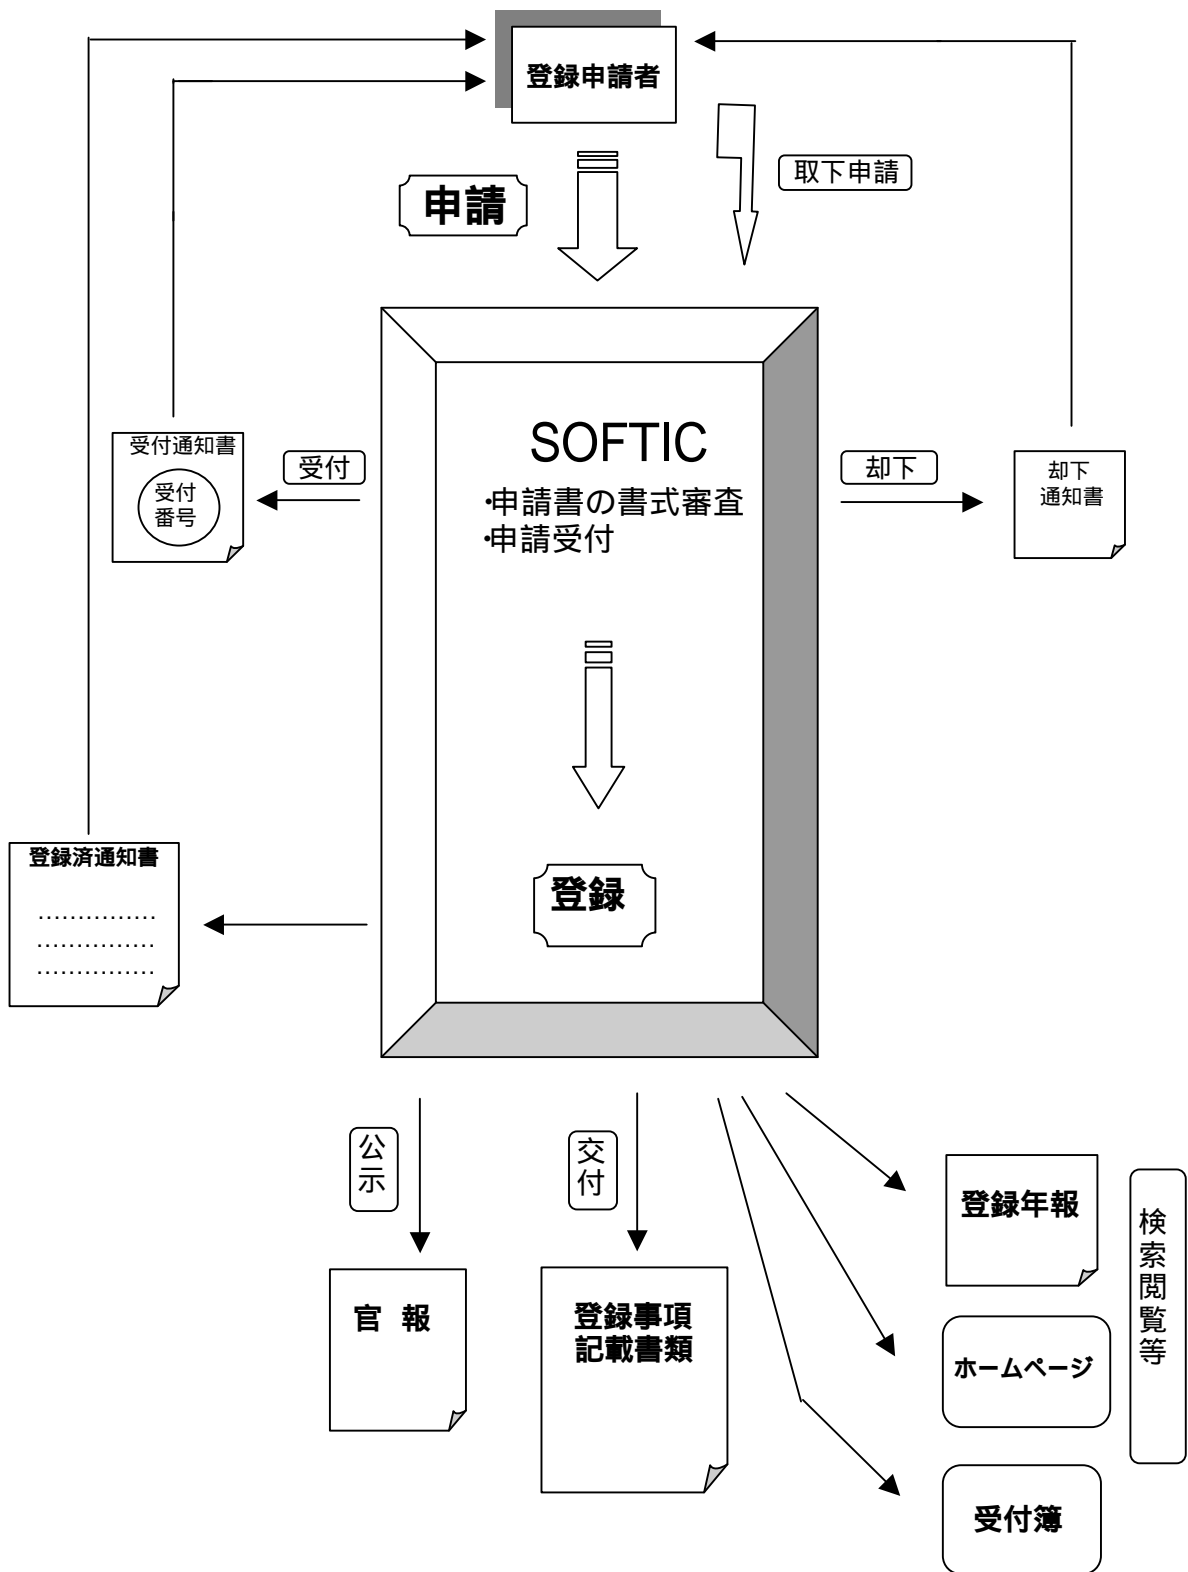 登録申請者
申請
取下申請
SOFTIC
・申請書の書式審査
・申請受付
受付通知書
受付
番号
受付
却下
却下
通知書
登録
登録済通知書
……………
……………
……………
公示
交付
官 報
登録事項
記載書類
登録年報
ホームページ
受付簿
検索閲覧等